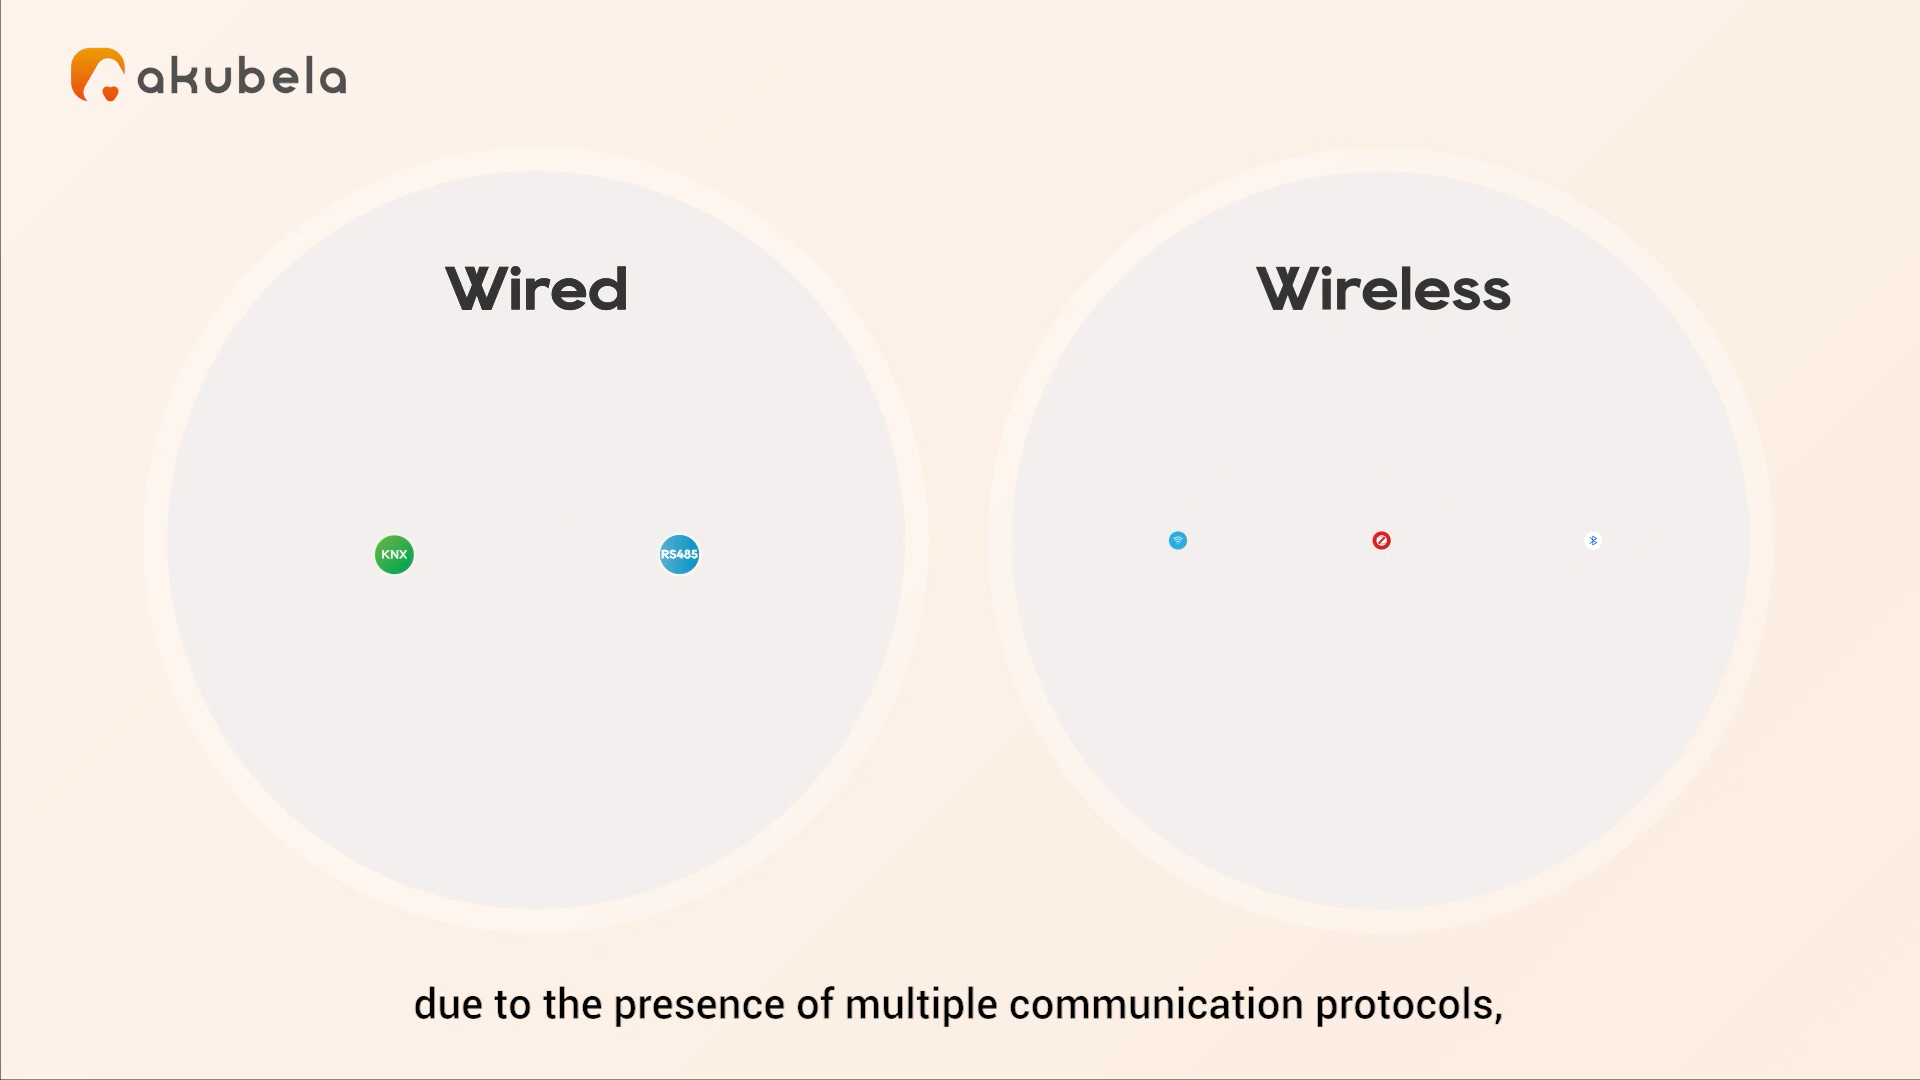 akubela
Wired
Wireless
KNX
RS485
due to the presence of multiple communication protocols,